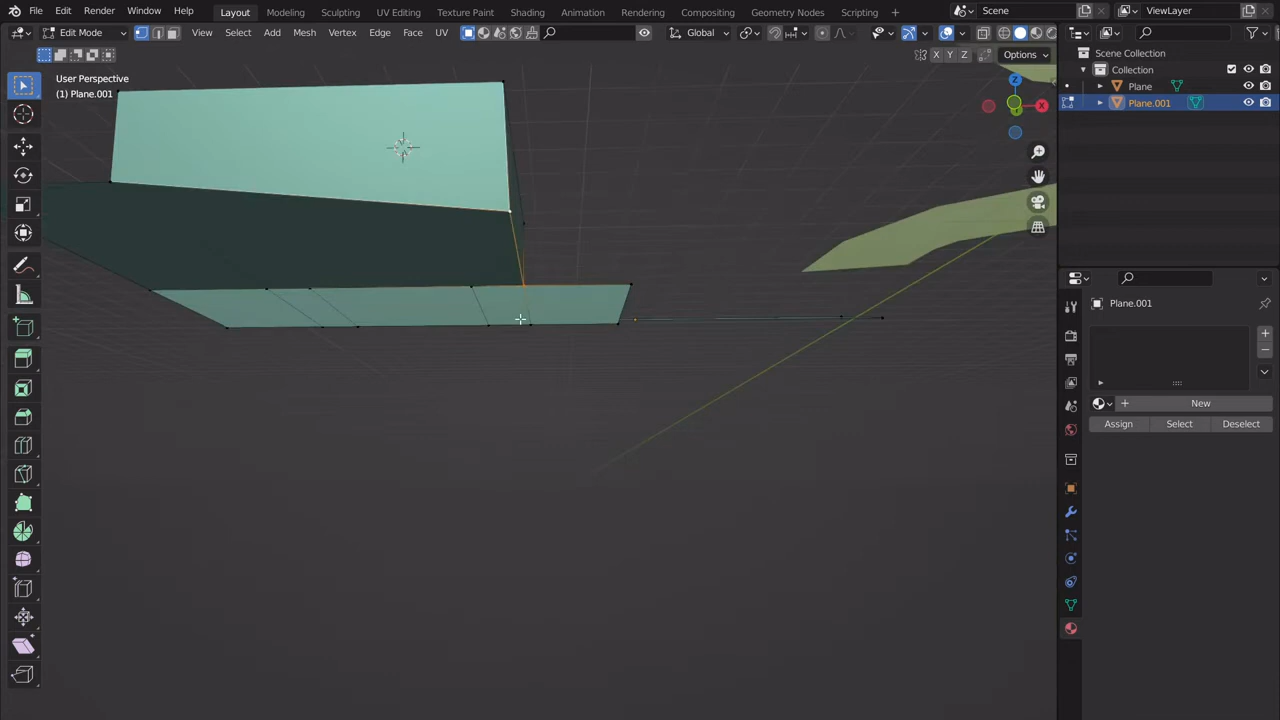 File Edit Render Window Help Layout Modeling Sculpting UV Editing Texture Paint Shading Animation Rendering Compositing Geometry Nodes Scripting + Scene ViewLayer
Edit Mode View Select Add Mesh Vertex Edge Face UV Global
X Y Z Options
Scene Collection
Collection
Plane
Plane.001
User Perspective
(1) Plane.001
Z
X
Y
Plane.001
New
Assign Select Deselect